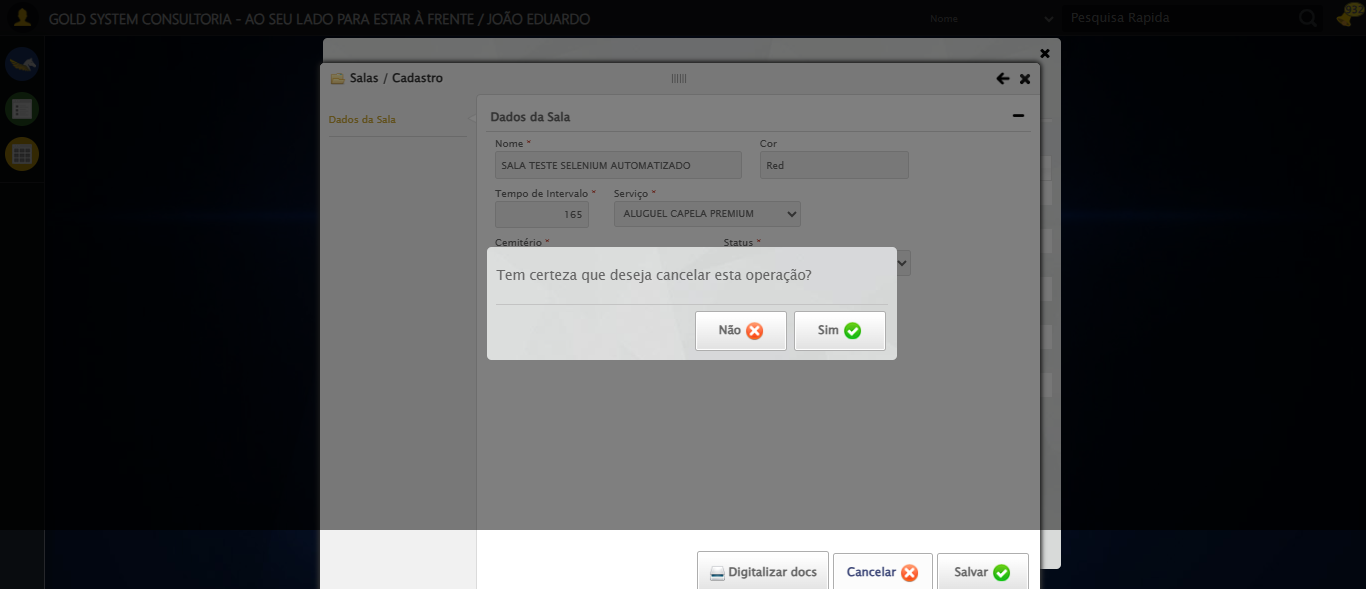 GOLD SYSTEM CONSULTORIA - AO SEU LADO PARA ESTAR À FRENTE / JOÃO EDUARDO
Nome
Pesquisa Rapida
Salas / Cadastro
Dados da Sala
Dados da Sala
Nome * Cor
SALA TESTE SELENIUM AUTOMATIZADO Red
Tempo de Intervalo * Serviço *
165 ALUGUEL CAPELA PREMIUM
Cemitério * Status *
Tem certeza que deseja cancelar esta operação?
Não Sim
Digitalizar docs Cancelar Salvar